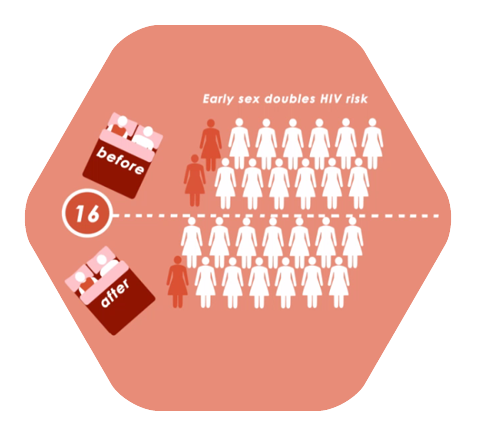 Early sex doubles HIV risk
before
16
after